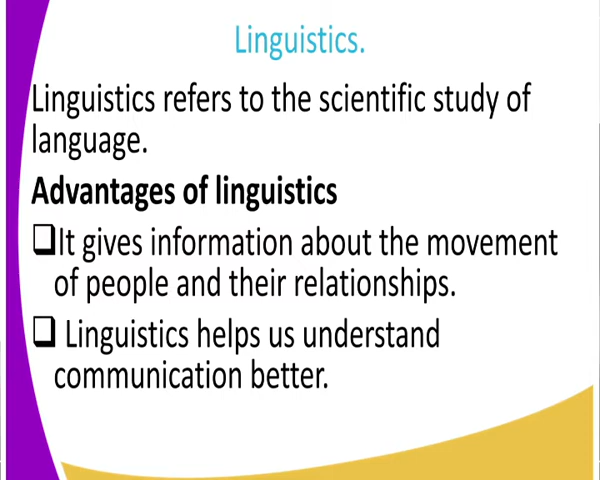 Linguistics.
Linguistics refers to the scientific study of
language.
Advantages of linguistics
❑It gives information about the movement
of people and their relationships.
❑ Linguistics helps us understand
communication better.